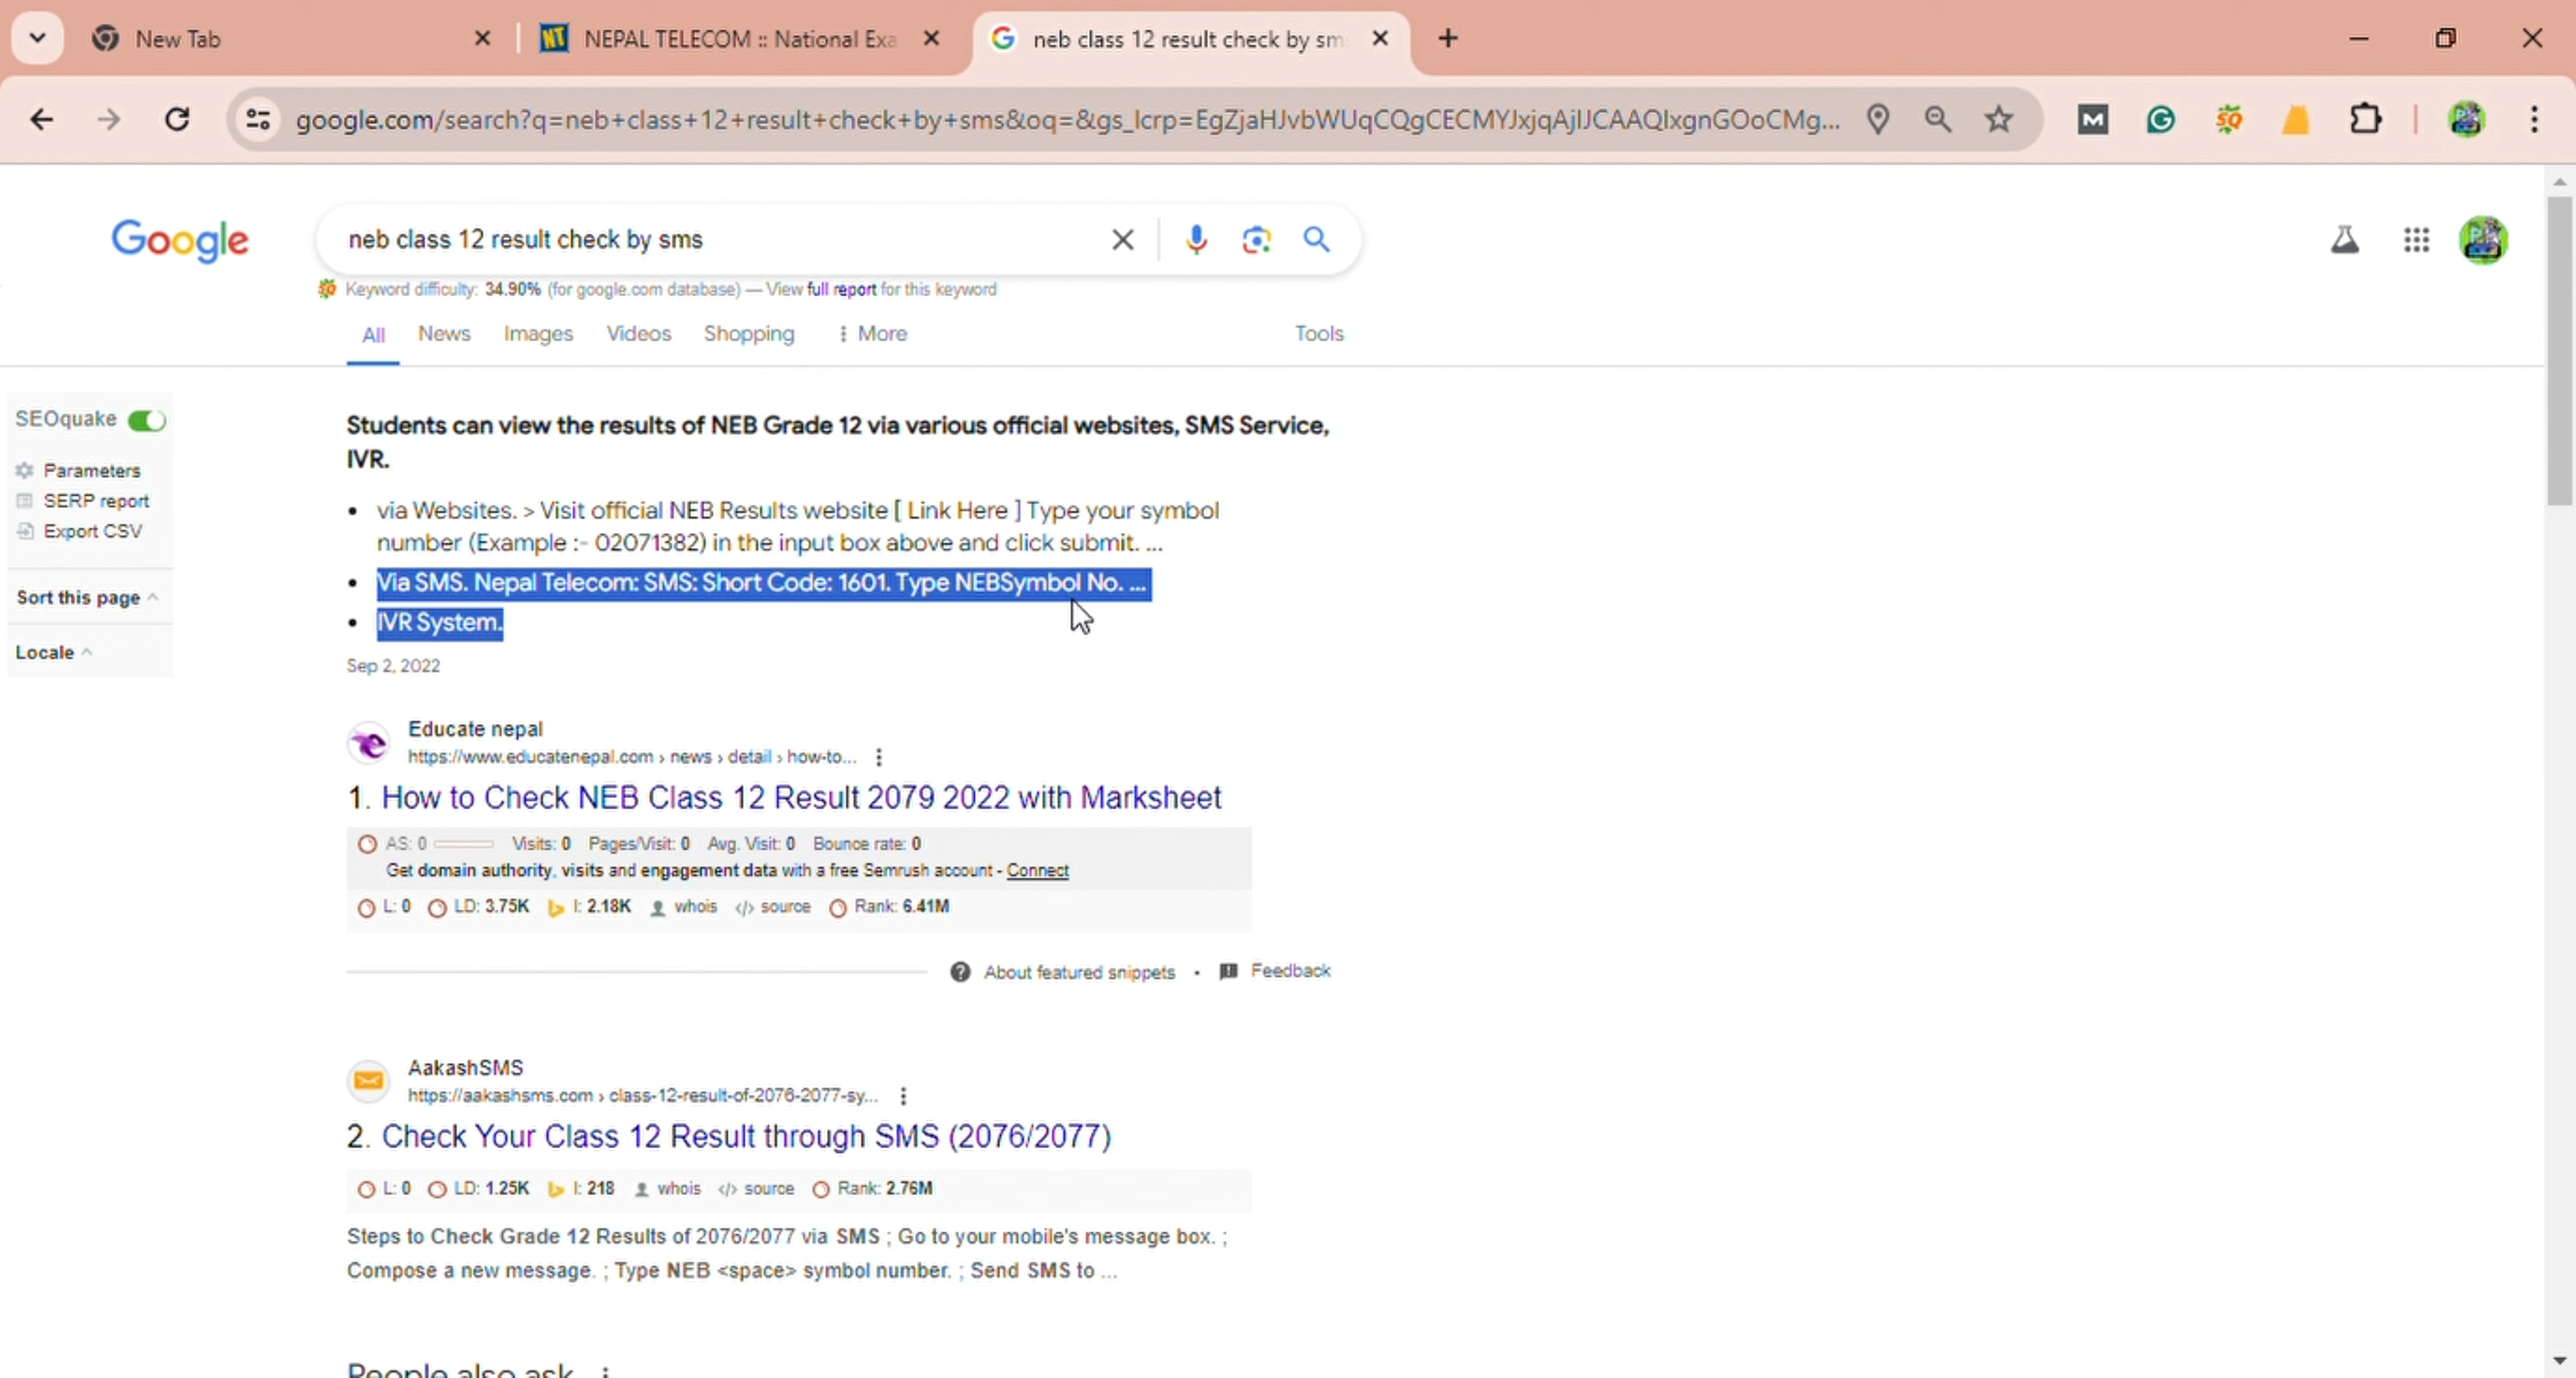 New Tab
NEPAL TELECOM :: National Exa
neb class 12 result check by sm
google.com/search?q=neb+class+12+result+check+by+sms&oq=&gs_lcrp=EgZjaHJvbWUqCQgCECMYJxjqAjIJCAAQIxgnGOoCMg...
Google
neb class 12 result check by sms
Keyword difficulty: 34.90% (for google.com database) — View full report for this keyword
All News Images Videos Shopping More Tools
SEOquake
Parameters
SERP report
Export CSV
Sort this page
Locale
Students can view the results of NEB Grade 12 via various official websites, SMS Service,
IVR.
• via Websites. > Visit official NEB Results website [ Link Here ] Type your symbol
number (Example :- 02071382) in the input box above and click submit. ...
• Via SMS. Nepal Telecom: SMS: Short Code: 1601. Type NEBSymbol No. ...
• IVR System.
Sep 2, 2022
Educate nepal
https://www.educatenepal.com › news › detail › how-to...
1. How to Check NEB Class 12 Result 2079 2022 with Marksheet
AS: 0 Visits: 0 Pages/Visit: 0 Avg. Visit: 0 Bounce rate: 0
Get domain authority, visits and engagement data with a free Semrush account - Connect
L: 0 LD: 3.75K I: 2.18K whois </> source Rank: 6.41M
About featured snippets • Feedback
AakashSMS
https://aakashsms.com › class-12-result-of-2076-2077-sy...
2. Check Your Class 12 Result through SMS (2076/2077)
L: 0 LD: 1.25K I: 218 whois </> source Rank: 2.76M
Steps to Check Grade 12 Results of 2076/2077 via SMS ; Go to your mobile's message box. ;
Compose a new message. ; Type NEB <space> symbol number. ; Send SMS to ...
People also ask